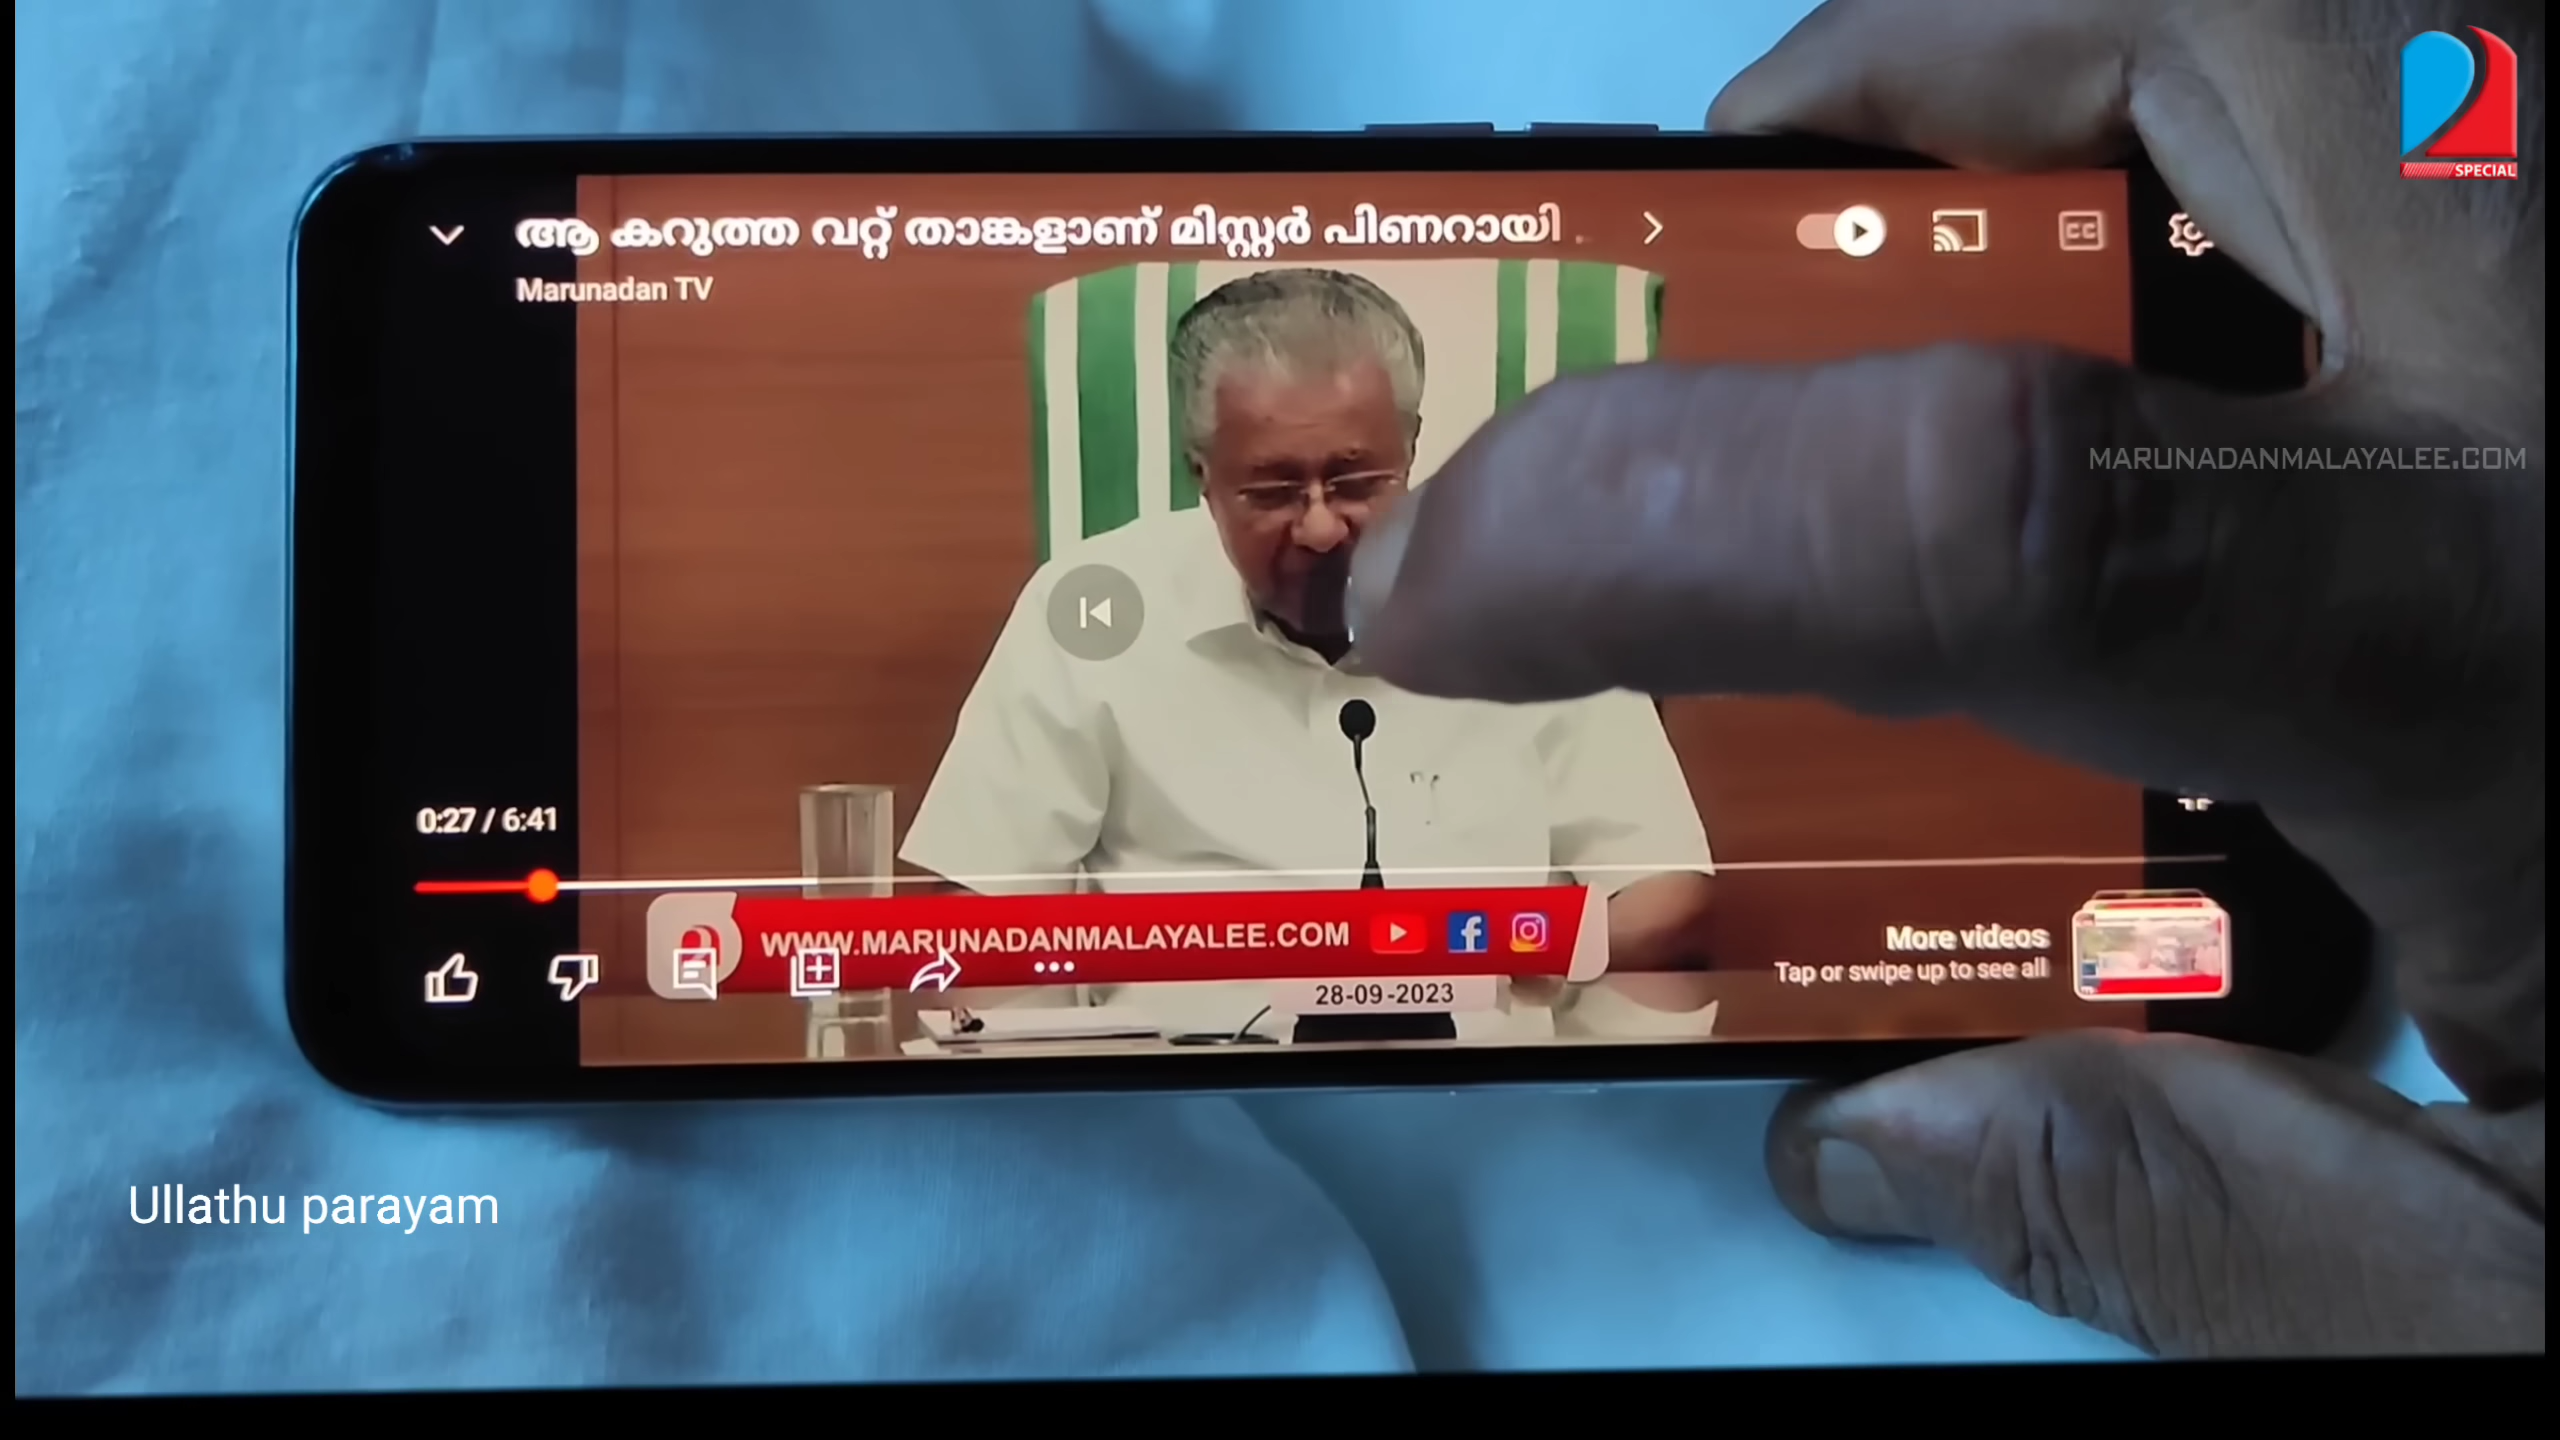 SPECIAL
ആ കറുത്ത വറ്റ് താങ്കളാണ് മിസ്റ്റർ പിണറായി .
CC
Marunadan TV
MARUNADANMALAYALEE.COM
0:27 / 6:41
WWW.MARUNADANMALAYALEE.COM
More videos
Tap or swipe up to see all
28-09-2023
Ullathu parayam